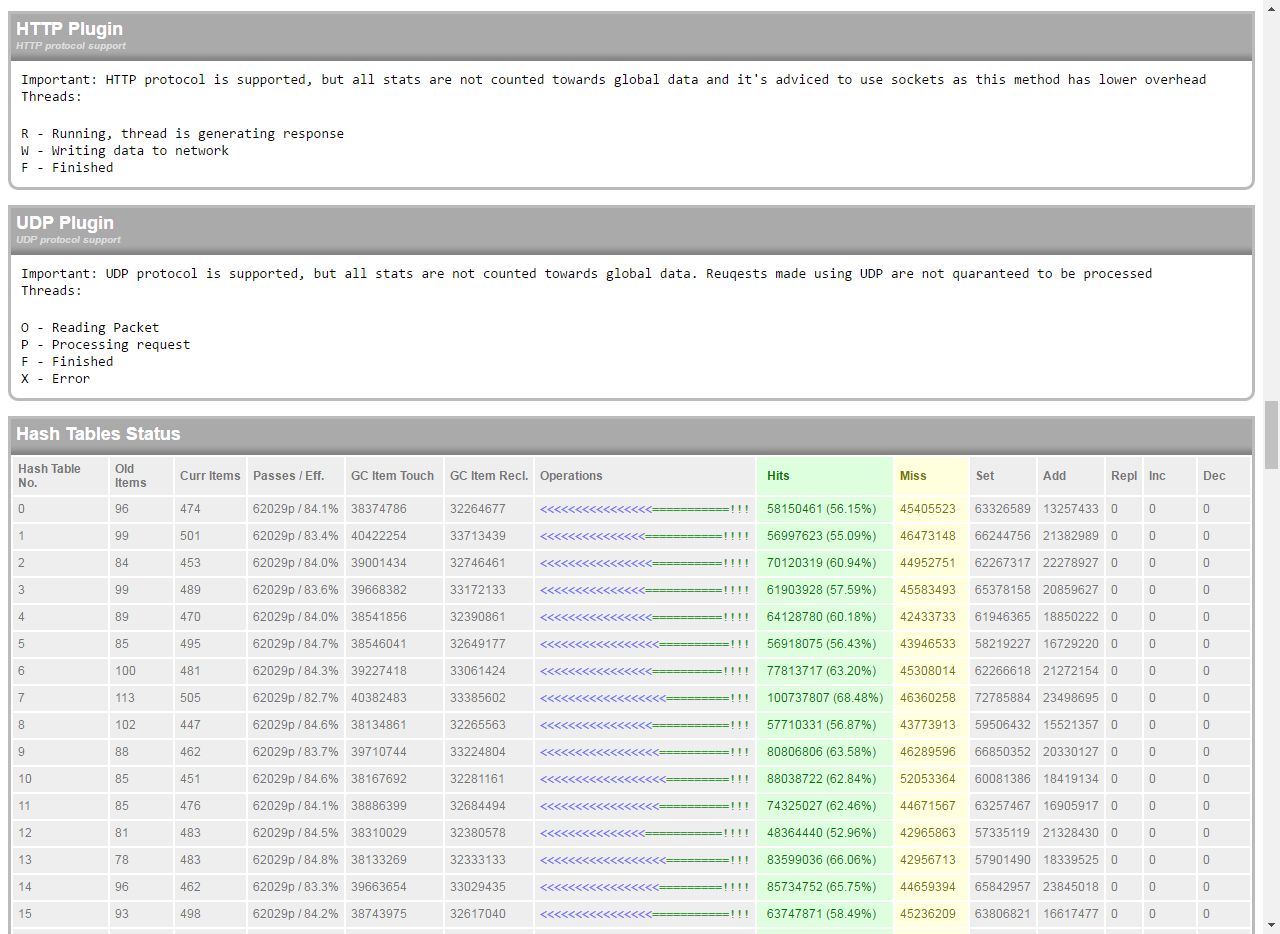 HTTP Plugin
HTTP protocol support
Important: HTTP protocol is supported, but all stats are not counted towards global data and it's adviced to use sockets as this method has lower overhead
Threads:
R - Running, thread is generating response
W - Writing data to network
F - Finished
UDP Plugin
UDP protocol support
Important: UDP protocol is supported, but all stats are not counted towards global data. Reuqests made using UDP are not quaranteed to be processed
Threads:
O - Reading Packet
P - Processing request
F - Finished
X - Error
Hash Tables Status
Hash Table No. Old Items Curr Items Passes / Eff. GC Item Touch GC Item Recl. Operations Hits Miss Set Add Repl Inc Dec
0 96 474 62029p / 84.1% 38374786 32264677 <<<<<<<<<<<<<<<<===========!!! 58150461 (56.15%) 45405523 63326589 13257433 0 0 0
1 99 501 62029p / 83.4% 40422254 33713439 <<<<<<<<<<<<<<<===========!!!! 56997623 (55.09%) 46473148 66244756 21382989 0 0 0
2 84 453 62029p / 84.0% 39001434 32746461 <<<<<<<<<<<<<<<<==========!!!! 70120319 (60.94%) 44952751 62267317 22278927 0 0 0
3 99 489 62029p / 83.6% 39668382 33172133 <<<<<<<<<<<<<<<===========!!!! 61903928 (57.59%) 45583493 65378158 20859627 0 0 0
4 89 470 62029p / 84.0% 38541856 32390861 <<<<<<<<<<<<<<<<==========!!!! 64128780 (60.18%) 42433733 61946365 18850222 0 0 0
5 85 495 62029p / 84.7% 38546041 32649177 <<<<<<<<<<<<<<<<===========!!! 56918075 (56.43%) 43946533 58219227 16729220 0 0 0
6 100 481 62029p / 84.3% 39227418 33061424 <<<<<<<<<<<<<<<<==========!!!! 77813717 (63.20%) 45308014 62266618 21272154 0 0 0
7 113 505 62029p / 82.7% 40382483 33385602 <<<<<<<<<<<<<<<<<<=========!!! 100737807 (68.48%) 46360258 72785884 23498695 0 0 0
8 102 447 62029p / 84.6% 38134861 32265563 <<<<<<<<<<<<<<<<===========!!! 57710331 (56.87%) 43773913 59506432 15521357 0 0 0
9 88 462 62029p / 83.7% 39710744 33224804 <<<<<<<<<<<<<<<<<==========!!! 80806806 (63.58%) 46289596 66850352 20330127 0 0 0
10 85 451 62029p / 84.6% 38167692 32281161 <<<<<<<<<<<<<<<<<<=========!!! 88038722 (62.84%) 52053364 60081386 18419134 0 0 0
11 85 476 62029p / 84.1% 38886399 32684494 <<<<<<<<<<<<<<<<<==========!!! 74325027 (62.46%) 44671567 63257467 16905917 0 0 0
12 81 483 62029p / 84.5% 38310029 32380578 <<<<<<<<<<<<<<<===========!!!! 48364440 (52.96%) 42965863 57335119 21328430 0 0 0
13 78 483 62029p / 84.8% 38133269 32333133 <<<<<<<<<<<<<<<<<<=========!!! 83599036 (66.06%) 42956713 57901490 18339525 0 0 0
14 96 462 62029p / 83.3% 39663654 33029435 <<<<<<<<<<<<<<<<<=========!!!! 85734752 (65.75%) 44659394 65842957 23845018 0 0 0
15 93 498 62029p / 84.2% 38743975 32617040 <<<<<<<<<<<<<<<<===========!!! 63747871 (58.49%) 45236209 63806821 16617477 0 0 0